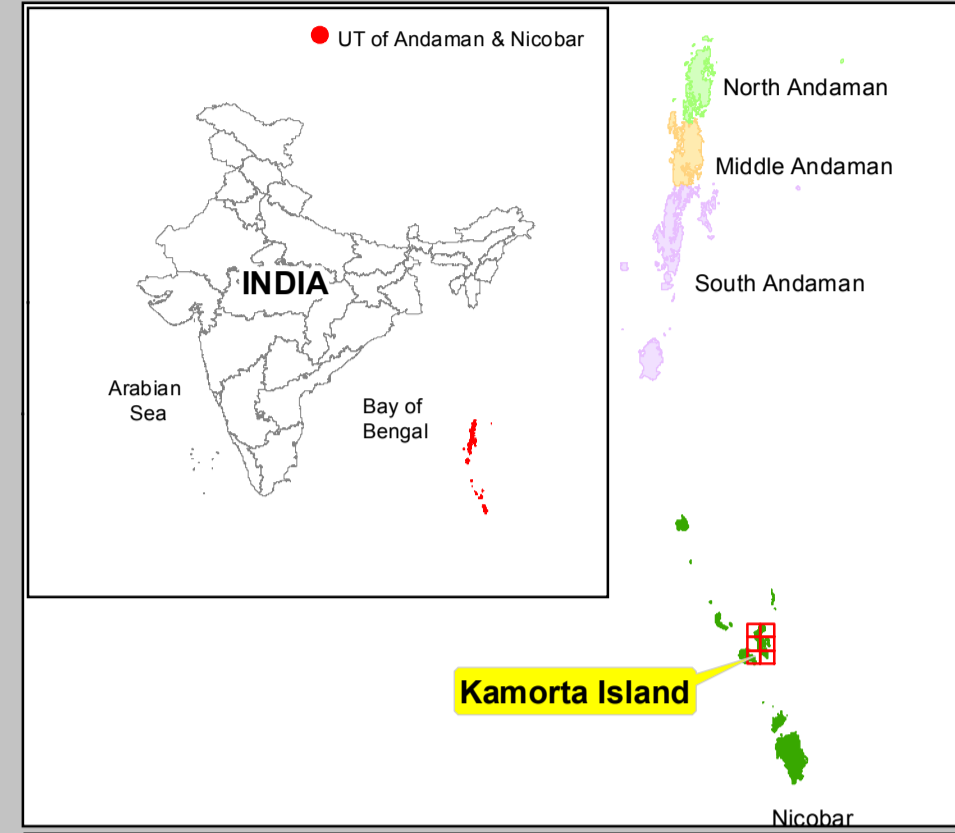 UT of Andaman & Nicobar
INDIA
Arabian
Sea
Bay of
Bengal
North Andaman
Middle Andaman
South Andaman
Kamorta Island
Nicobar